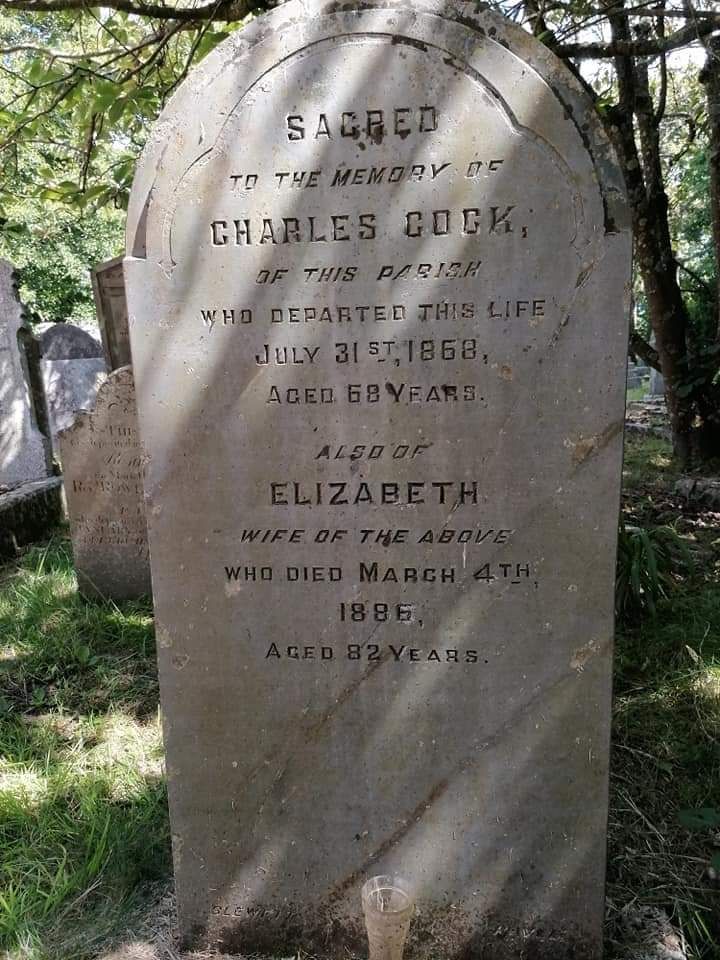 SACRED
TO THE MEMORY OF
CHARLES COCK,
OF THIS PARISH
WHO DEPARTED THIS LIFE
JULY 31ST, 1868,
AGED 68 YEARS.
ALSO OF
ELIZABETH
WIFE OF THE ABOVE
WHO DIED MARCH 4TH,
1886,
AGED 82 YEARS.